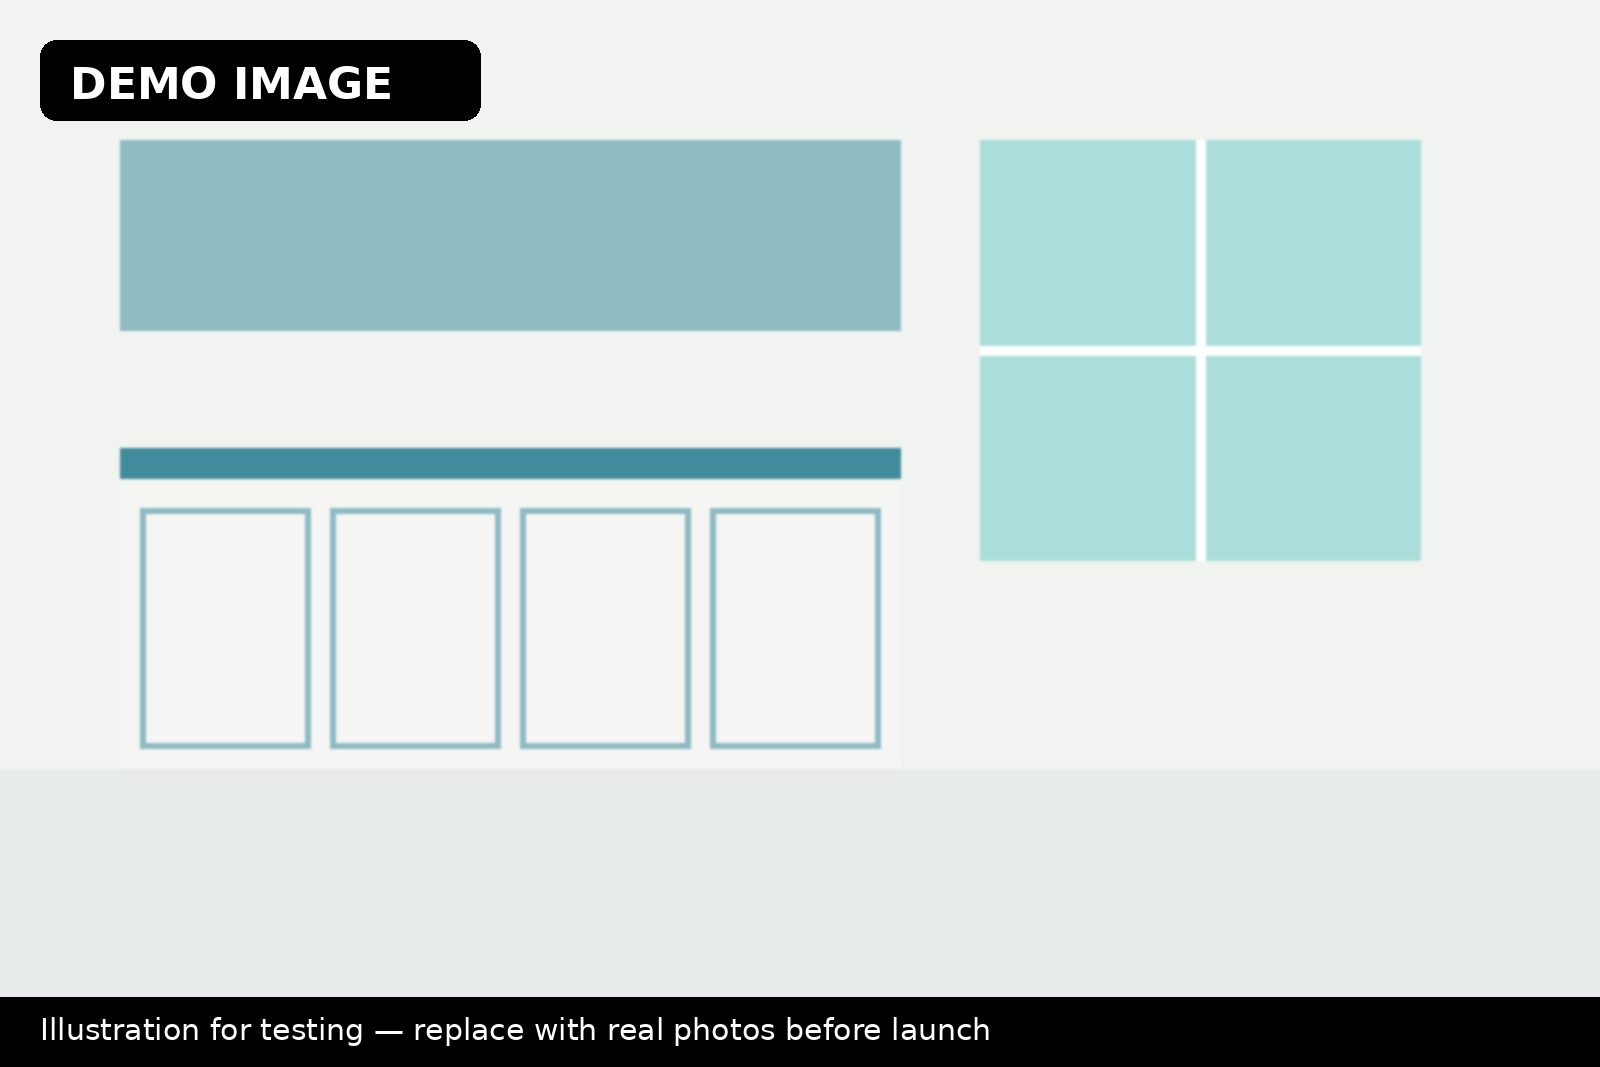 DEMO IMAGE
Illustration for testing — replace with real photos before launch